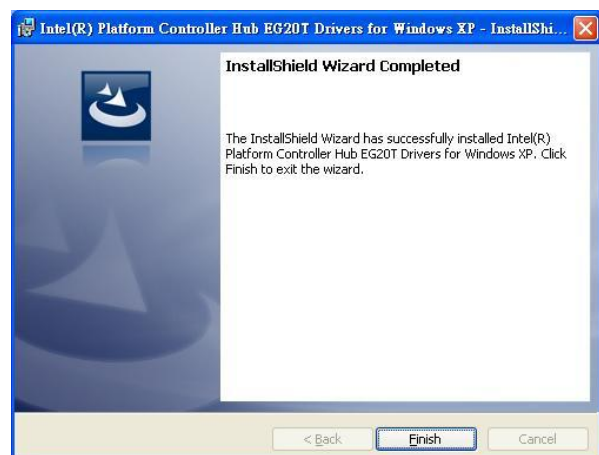 Intel(R) Platform Controller Hub EG20T Drivers for Windows XP - InstallShi...
InstallShield Wizard Completed
The InstallShield Wizard has successfully installed Intel(R)
Platform Controller Hub EG20T Drivers for Windows XP. Click
Finish to exit the wizard.
< Back
Finish
Cancel